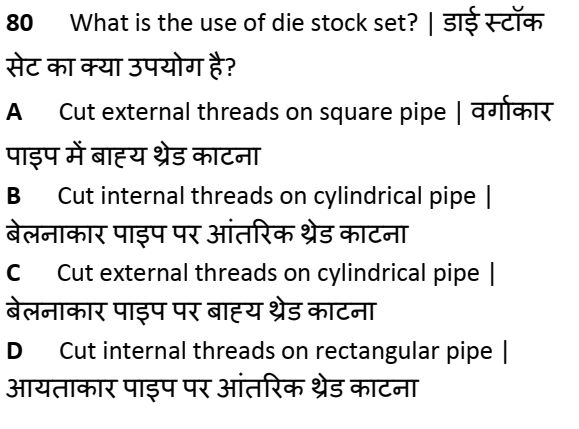 80 What is the use of die stock set? | डाई स्टॉक
सेट का क्या उपयोग है?
A Cut external threads on square pipe | वर्गाकार
पाइप में बाह्य थ्रेड काटना
B Cut internal threads on cylindrical pipe |
बेलनाकार पाइप पर आंतरिक थ्रेड काटना
C Cut external threads on cylindrical pipe |
बेलनाकार पाइप पर बाह्य थ्रेड काटना
D Cut internal threads on rectangular pipe |
आयताकार पाइप पर आंतरिक थ्रेड काटना